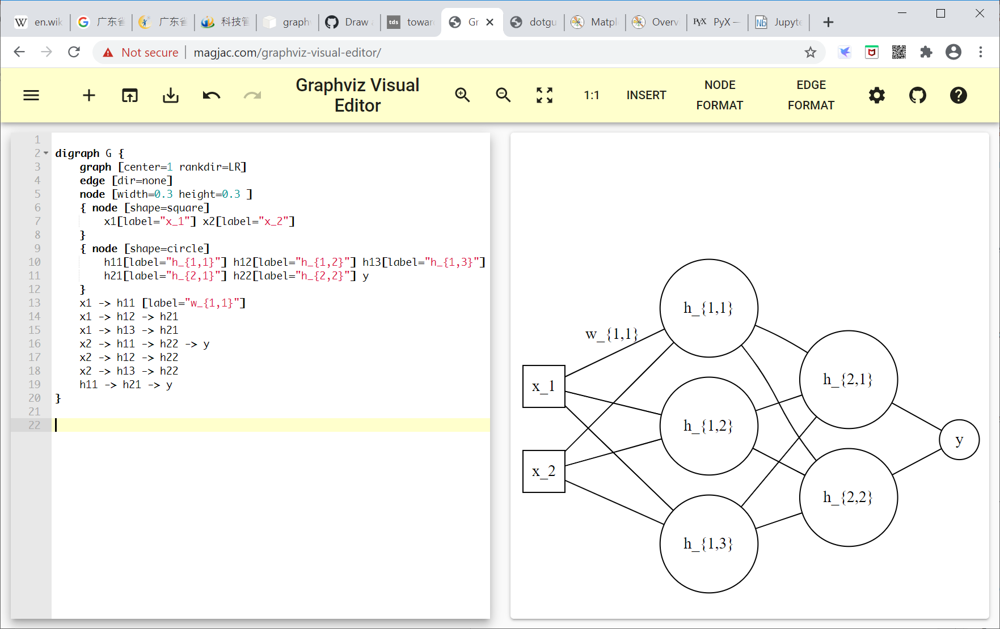 en.wik
广东省
广东省
科技管
graph
Draw
tds
towar
Gr
dotgu
Matpl
Overv
PyX
PyX —
Nb
Jupyte
Not secure
magjac.com/graphviz-visual-editor/
Graphviz Visual
Editor
1:1
INSERT
NODE
FORMAT
EDGE
FORMAT
1
2 digraph G {
3 graph [center=1 rankdir=LR]
4 edge [dir=none]
5 node [width=0.3 height=0.3 ]
6 { node [shape=square]
7 x1[label="x_1"] x2[label="x_2"]
8 }
9 { node [shape=circle]
10 h11[label="h_{1,1}"] h12[label="h_{1,2}"] h13[label="h_{1,3}"]
11 h21[label="h_{2,1}"] h22[label="h_{2,2}"] y
12 }
13 x1 -> h11 [label="w_{1,1}"]
14 x1 -> h12 -> h21
15 x1 -> h13 -> h21
16 x2 -> h11 -> h22 -> y
17 x2 -> h12 -> h22
18 x2 -> h13 -> h22
19 h11 -> h21 -> y
20 }
21
22
h_{1,1}
w_{1,1}
x_1
h_{2,1}
h_{1,2}
y
x_2
h_{2,2}
h_{1,3}